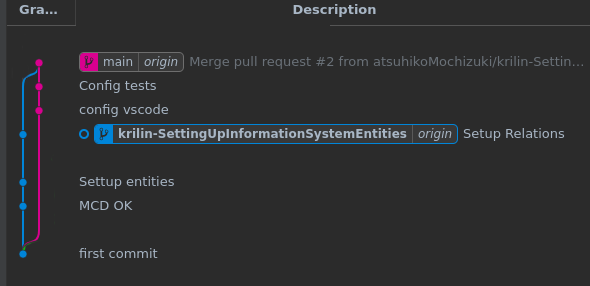 Gra... Description
main origin Merge pull request #2 from atsuhikoMochizuki/krilin-Settin...
Config tests
config vscode
krilin-SettingUpInformationSystemEntities origin Setup Relations
Settup entities
MCD OK
first commit